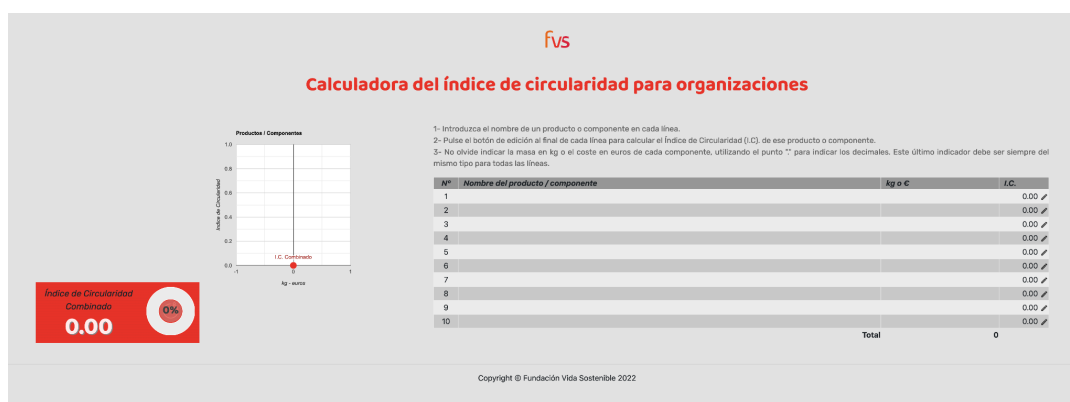 fvs
Calculadora del índice de circularidad para organizaciones
Productos / Componentes
1.0
0.8
0.6
0.4
0.2
0.0
Indice de Circularidad
I.C. Combinado
-1 0 1
kg - euros
Índice de Circularidad
Combinado
0.00
0%
1- Introduzca el nombre de un producto o componente en cada línea.
2- Pulse el botón de edición al final de cada línea para calcular el Índice de Circularidad (I.C). de ese producto o componente.
3- No olvide indicar la masa en kg o el coste en euros de cada componente, utilizando el punto "." para indicar los decimales. Este último indicador debe ser siempre del
mismo tipo para todas las líneas.
Nº Nombre del producto / componente kg o € I.C.
1 0.00
2 0.00
3 0.00
4 0.00
5 0.00
6 0.00
7 0.00
8 0.00
9 0.00
10 0.00
Total 0
Copyright © Fundación Vida Sostenible 2022